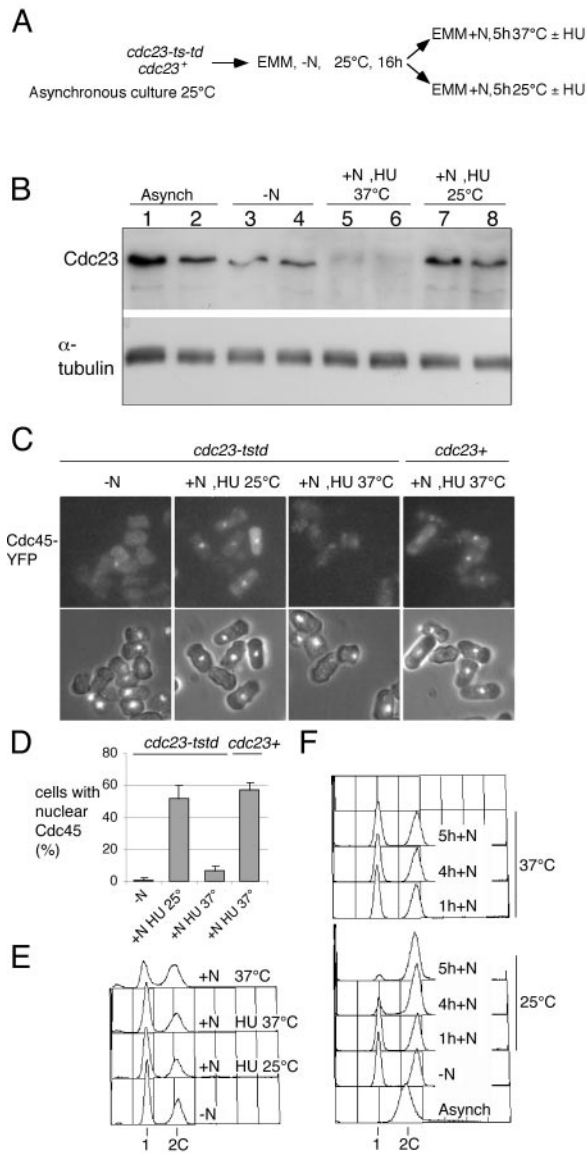 A
cdc23-ts-td
cdc23+
Asynchronous culture 25°C
EMM, -N, 25°C, 16h
EMM+N,5h 37°C ± HU
EMM+N,5h 25°C ± HU
B
Asynch
-N
+N ,HU
37°C
+N ,HU
25°C
1 2 3 4 5 6 7 8
Cdc23
α-
tubulin
C
cdc23-tstd
cdc23+
-N
+N ,HU 25°C
+N ,HU 37°C
+N ,HU 37°C
Cdc45-
YFP
D
cdc23-tstd cdc23+
80
60
40
20
0
cells with
nuclear
Cdc45
(%)
-N
+N HU 25°
+N HU 37°
+N HU 37°
E
+N 37°C
+N HU 37°C
+N HU 25°C
-N
1 2C
F
5h+N
4h+N
1h+N
37°C
5h+N
4h+N
1h+N
25°C
-N
Asynch
1 2C